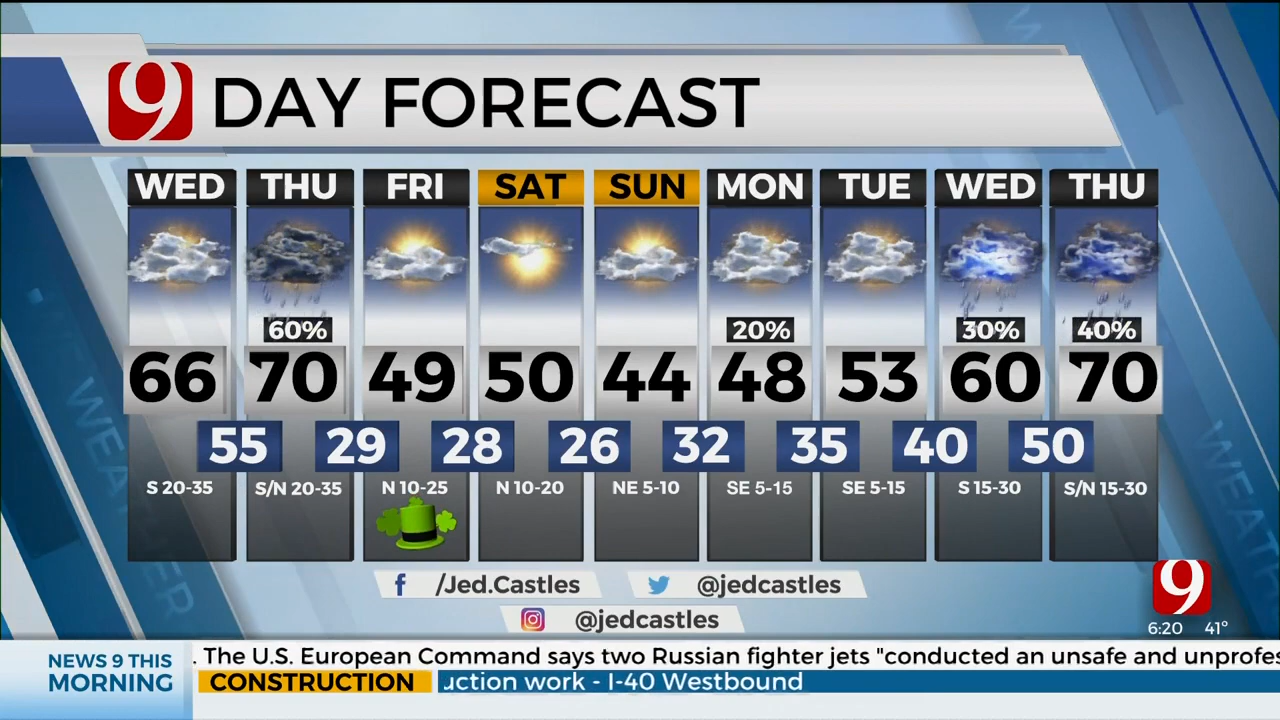 9 DAY FORECAST
WED THU FRI SAT SUN MON TUE WED THU
60% 20% 30% 40%
66 70 49 50 44 48 53 60 70
55 29 28 26 32 35 40 50
S 20-35 S/N 20-35 N 10-25 N 10-20 NE 5-10 SE 5-15 SE 5-15 S 15-30 S/N 15-30
f /Jed.Castles @jedcastles
@jedcastles
9
6:20 41°
NEWS 9 THIS
MORNING
. The U.S. European Command says two Russian fighter jets "conducted an unsafe and unprofes
CONSTRUCTION uction work - I-40 Westbound
WEATHER
WEATHER